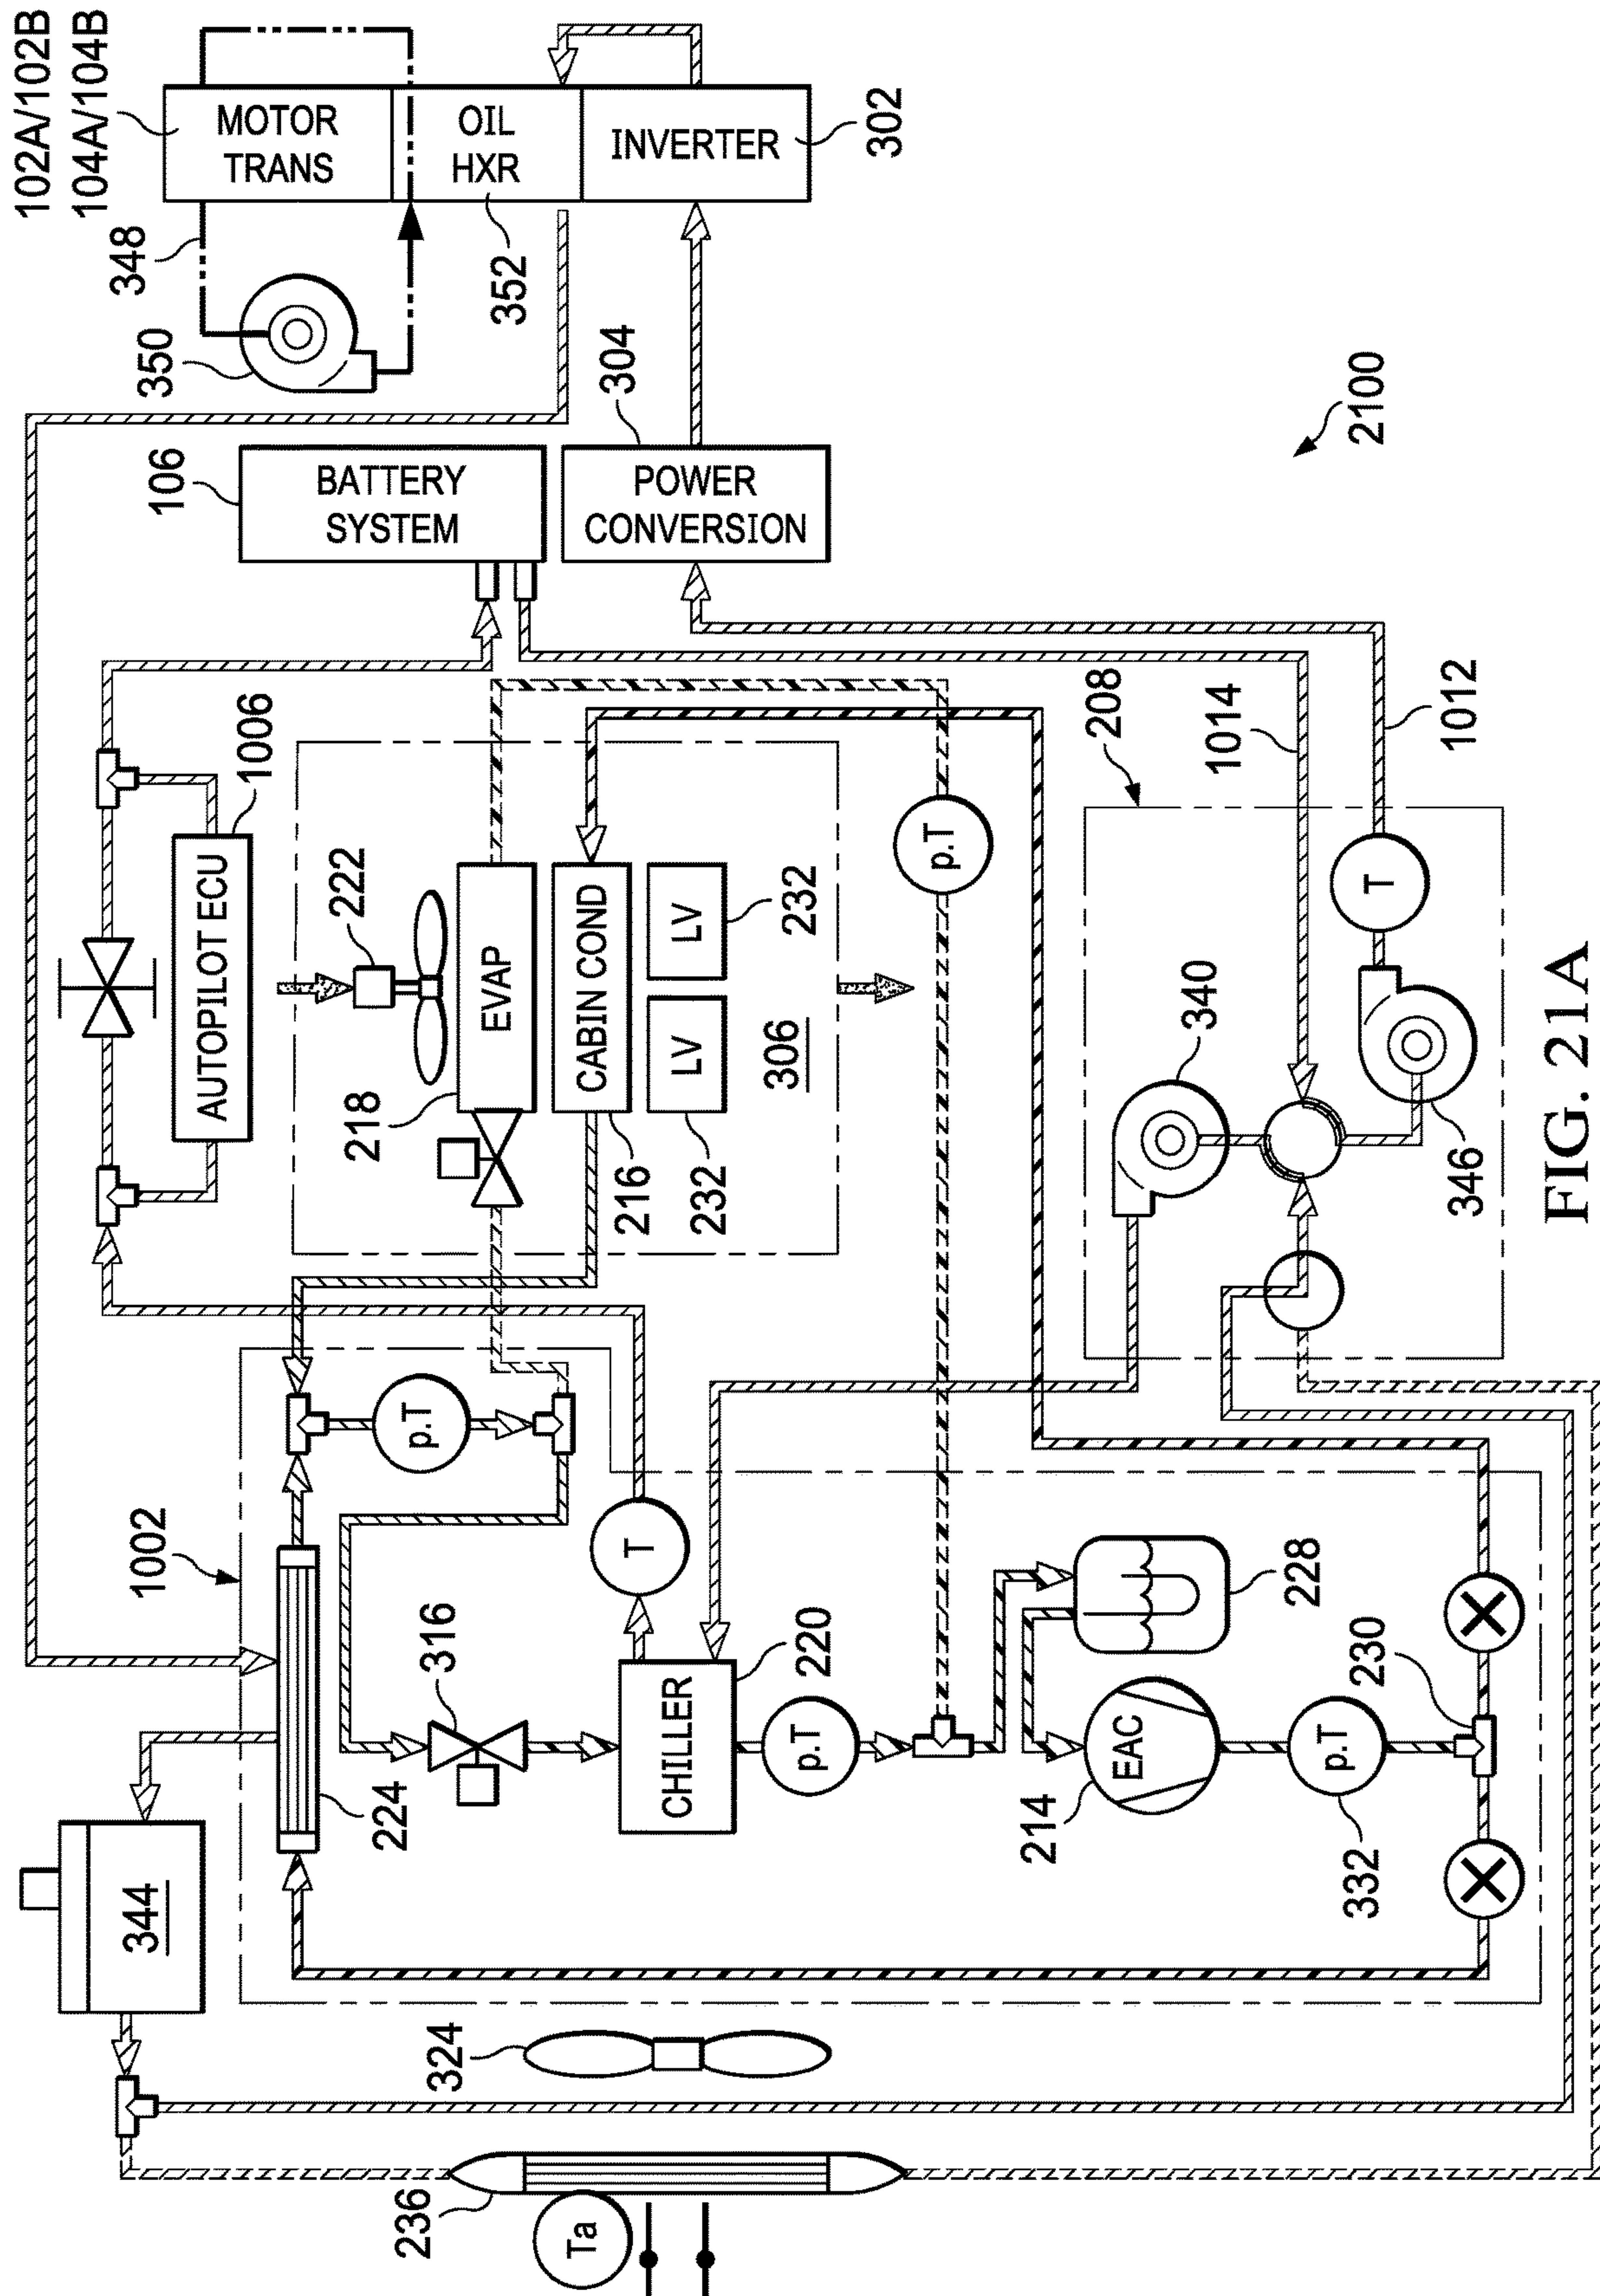 102A/102B
104A/104B
MOTOR
TRANS
OIL
HXR
INVERTER
302
348
350
352
304
106
BATTERY
SYSTEM
POWER
CONVERSION
2100
1006
AUTOPILOT ECU
222
EVAP
218
CABIN COND
216
LV
232
LV
232
306
p.T
208
1014
1012
T
340
346
1002
p.T
T
316
224
CHILLER
220
p.T
228
EAC
214
230
p.T
332
344
324
236
Ta
FIG. 21A